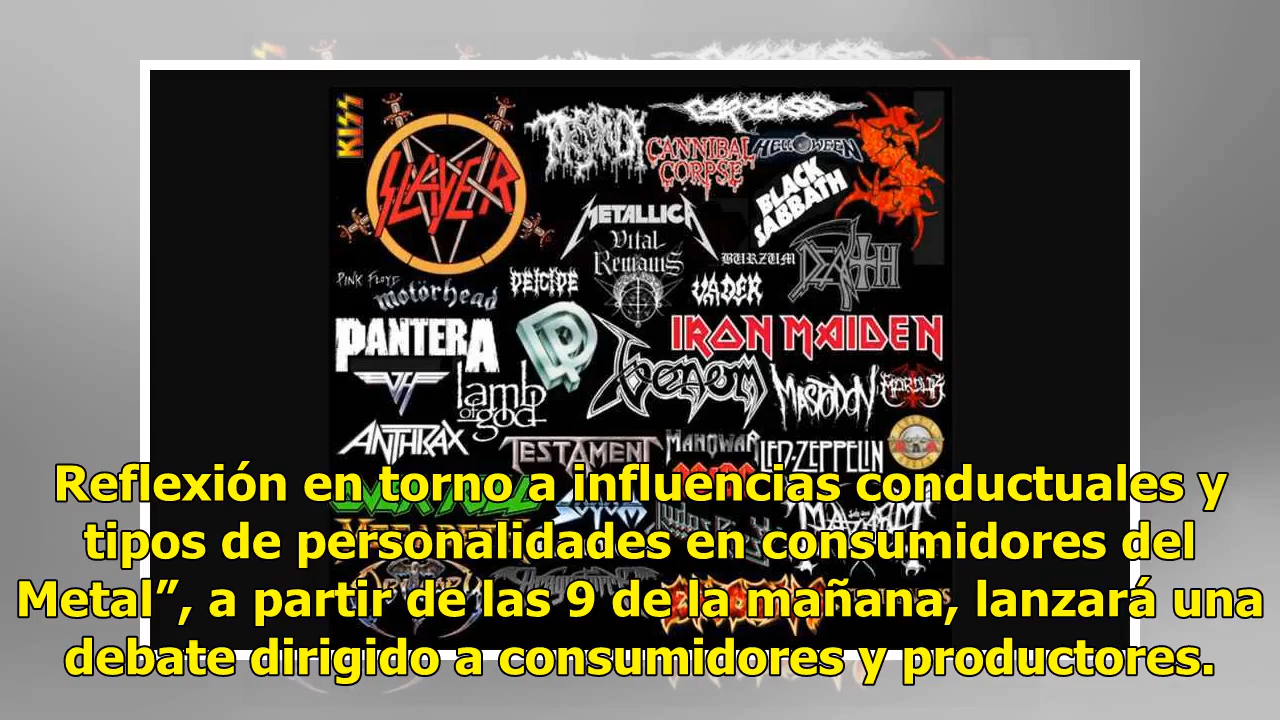 KISS
SLAYER
CARCASS
CANNIBAL
CORPSE
HELLOWEEN
BLACK
SABBATH
METALLICA
Vital
Remains
BURZUM
DEATH
PINK FLOYD
Motörhead
DEICIDE
VADER
PANTERA
IRON MAIDEN
lamb
of god
Venom
MASTODON
MARDUK
ANTHRAX
TESTAMENT
MANOWAR
LED-ZEPPELIN
Reflexión en torno a influencias conductuales y
tipos de personalidades en consumidores del
Metal”, a partir de las 9 de la mañana, lanzará una
debate dirigido a consumidores y productores.